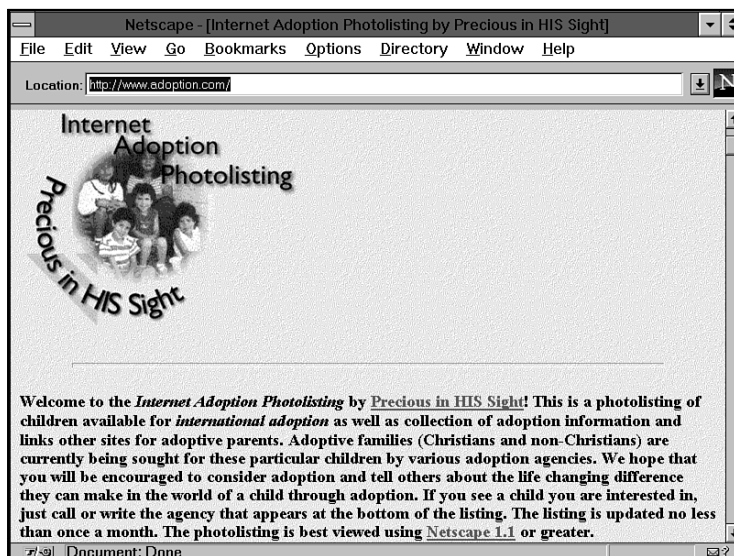 Netscape - [Internet Adoption Photolisting by Precious in HIS Sight]
File Edit View Go Bookmarks Options Directory Window Help
Location: http://www.adoption.com/
N
Internet
Adoption
Photolisting
Precious in HIS Sight
Welcome to the Internet Adoption Photolisting by Precious in HIS Sight! This is a photolisting of
children available for international adoption as well as collection of adoption information and
links other sites for adoptive parents. Adoptive families (Christians and non-Christians) are
currently being sought for these particular children by various adoption agencies. We hope that
you will be encouraged to consider adoption and tell others about the life changing difference
they can make in the world of a child through adoption. If you see a child you are interested in,
just call or write the agency that appears at the bottom of the listing. The listing is updated no less
than once a month. The photolisting is best viewed using Netscape 1.1 or greater.
Document: Done